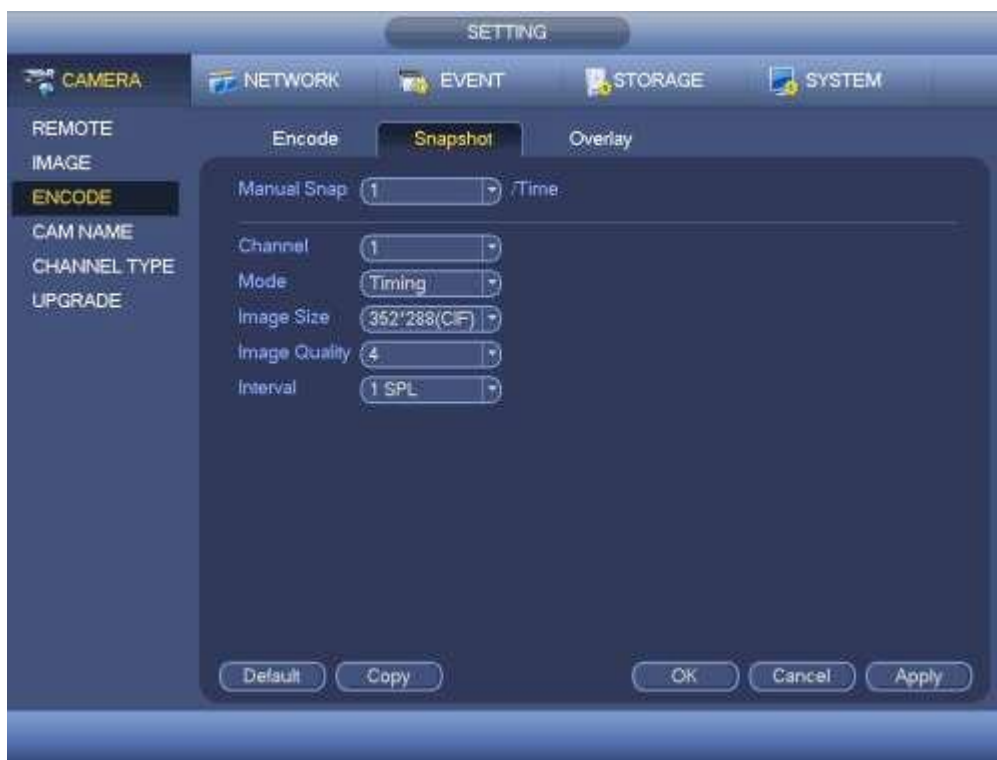 SETTING
CAMERA NETWORK EVENT STORAGE SYSTEM
REMOTE
IMAGE
ENCODE
CAM NAME
CHANNEL TYPE
UPGRADE
Encode Snapshot Overlay
Manual Snap 1 /Time
Channel 1
Mode Timing
Image Size 352*288(CIF)
Image Quality 4
Interval 1 SPL
Default Copy OK Cancel Apply